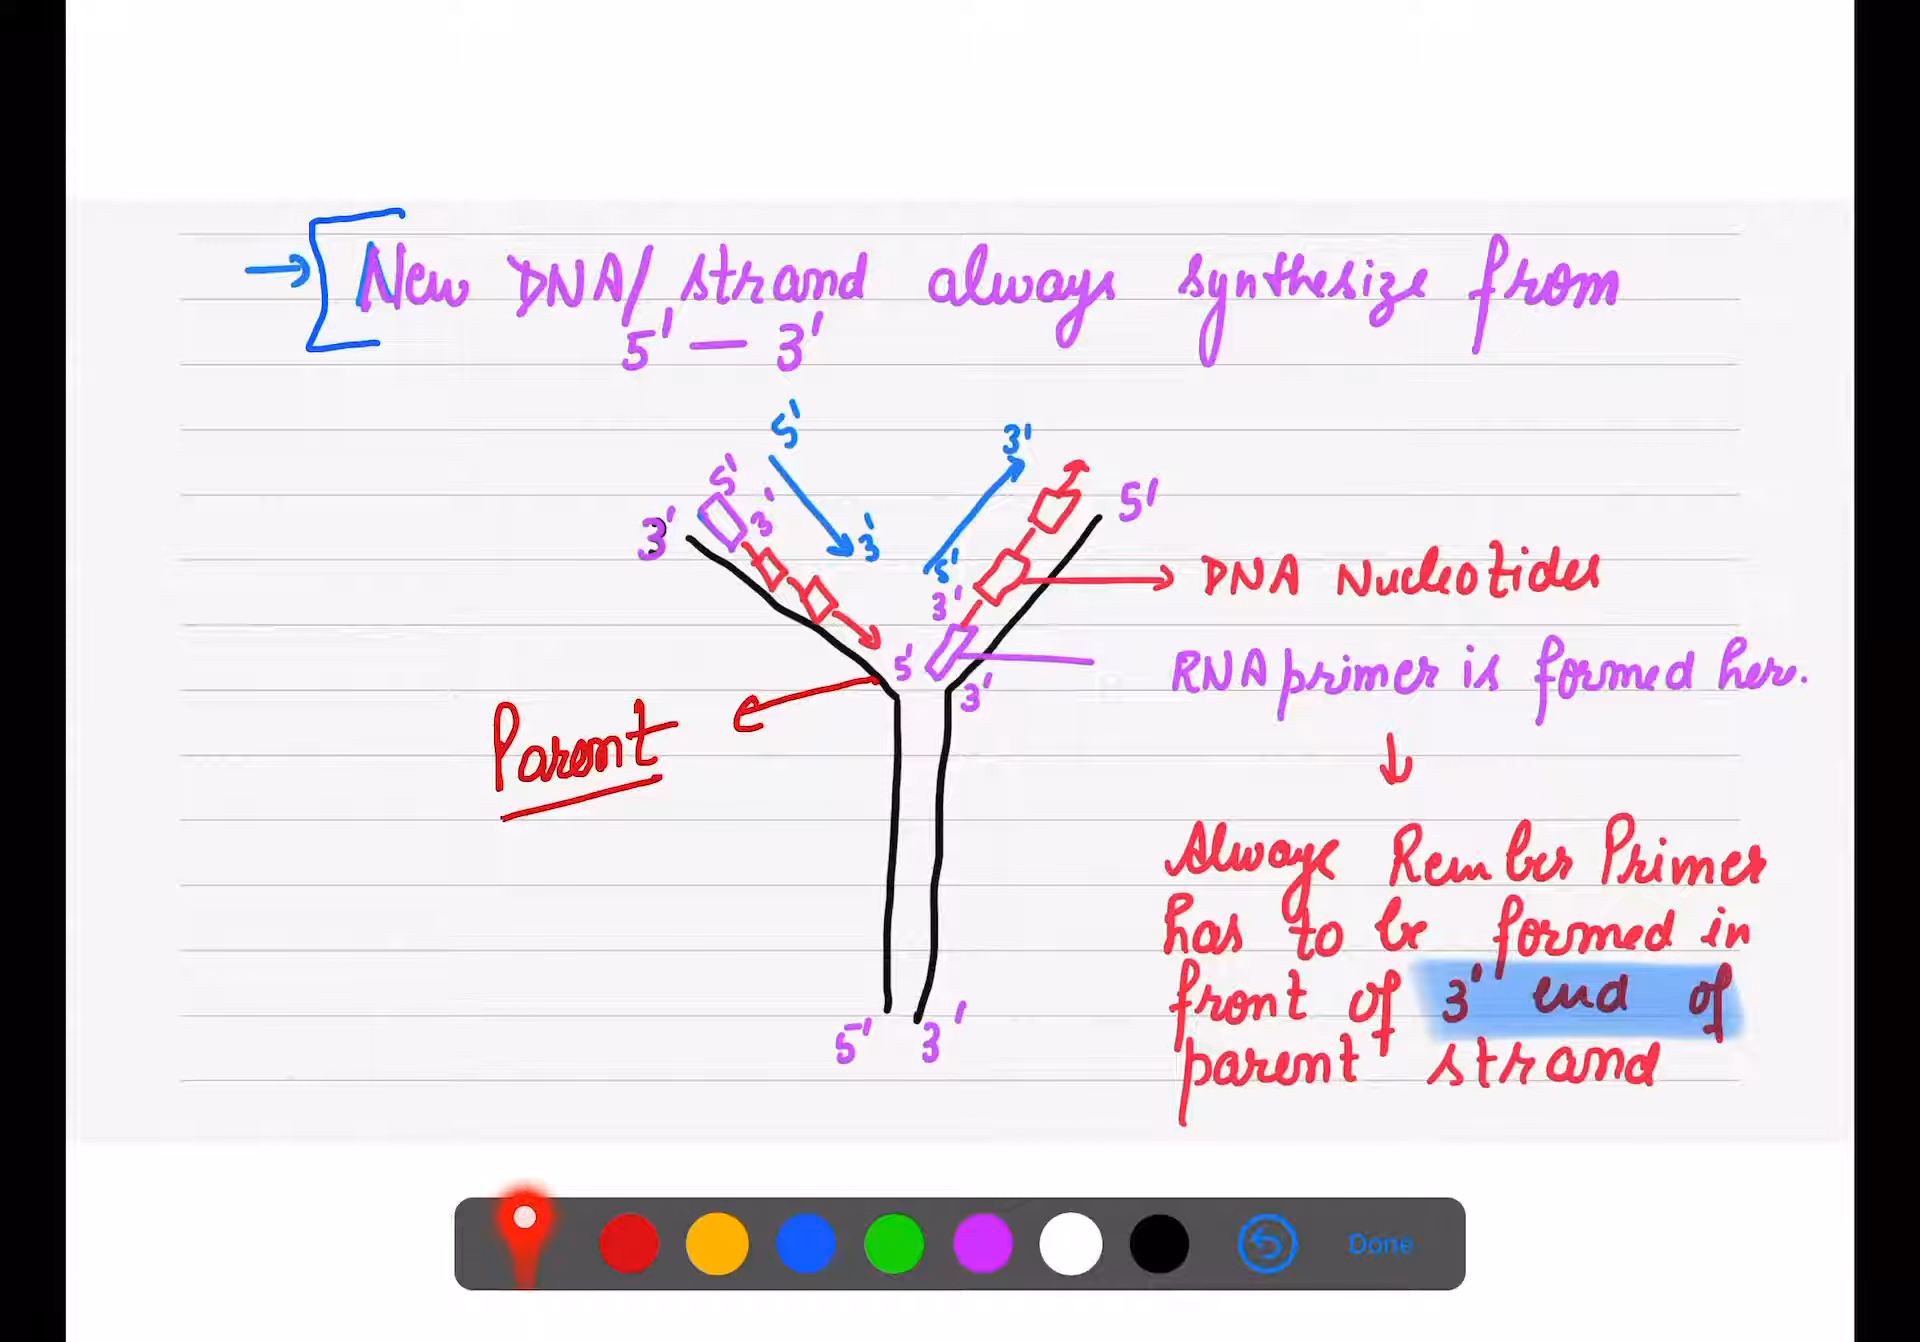 New DNA/ strand always synthesize from
5' — 3'
5'
3'
5'
3'
3'
5'
3'
3'
5'
DNA Nucleotides
3'
RNA primer is formed here.
5'
3'
Parent
Always Remember Primer
has to be formed in
front of 3' end of
parent strand
5'
3'
Done